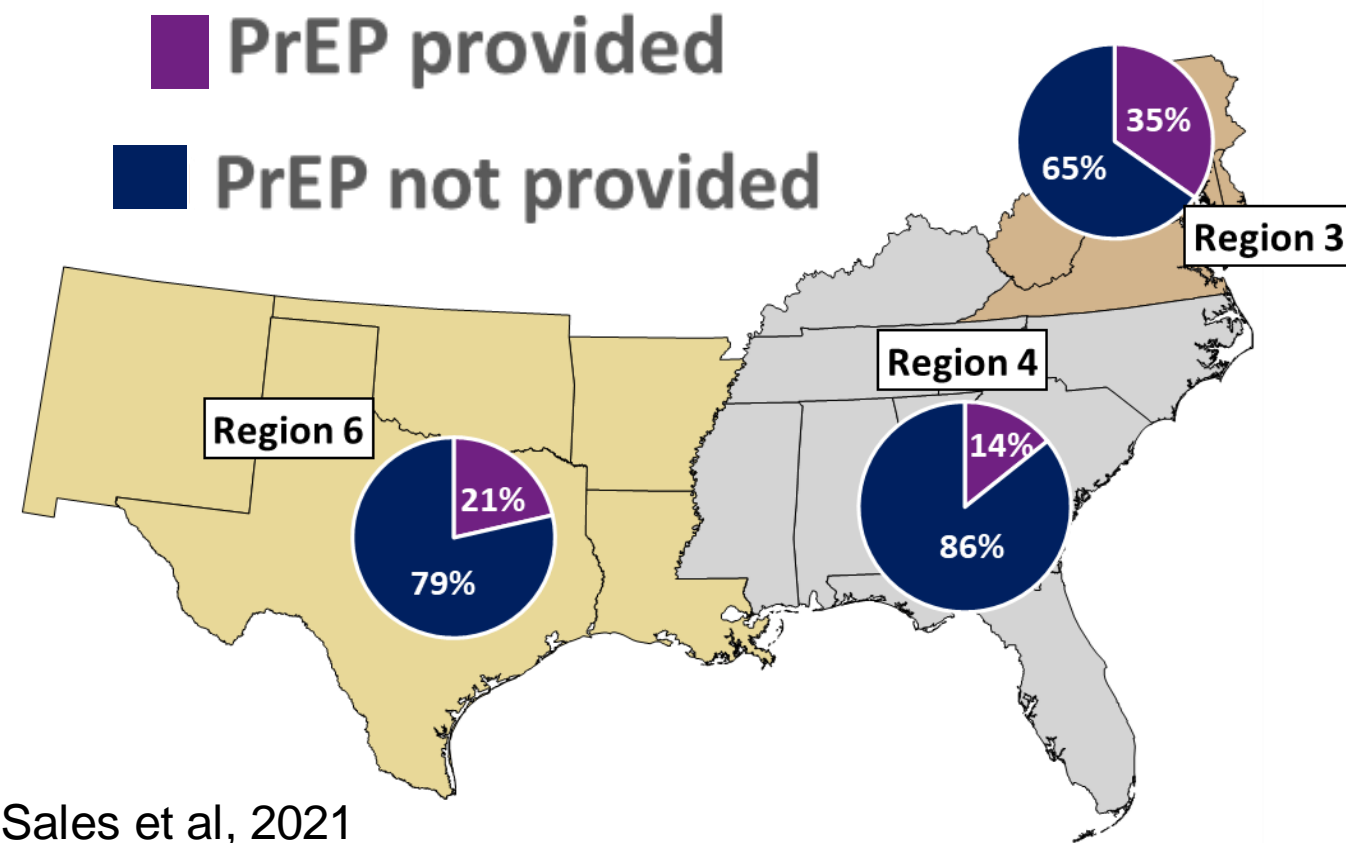 PrEP provided
PrEP not provided
35%
65%
Region 3
Region 4
14%
86%
Region 6
21%
79%
Sales et al, 2021